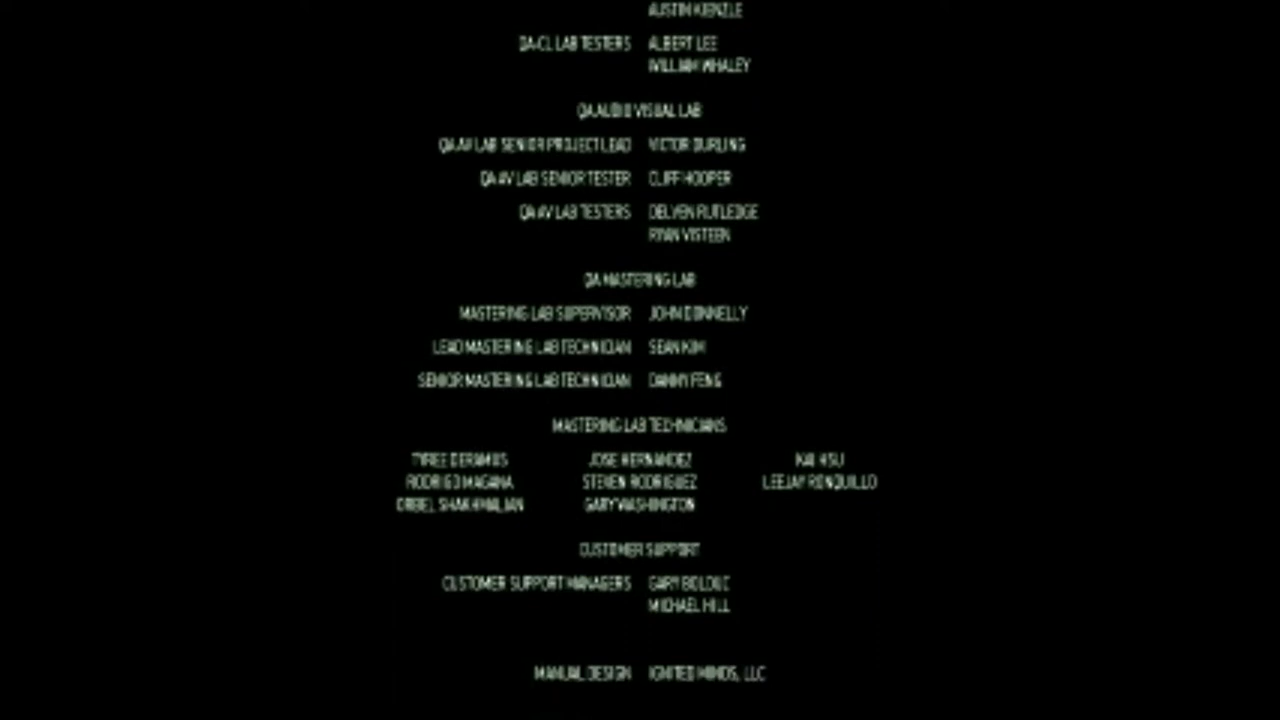 AUSTIN KIENZLE
QA-CL LAB TESTERS ALBERT LEE
WILLIAM WHALEY
QA AUDIO VISUAL LAB
QA AV LAB SENIOR PROJECT LEAD VICTOR DURLING
QA AV LAB SENIOR TESTER CLIFF HOOPER
QA AV LAB TESTERS DELVEN RUTLEDGE
RYAN VISTEEN
QA MASTERING LAB
MASTERING LAB SUPERVISOR JOHN DONNELLY
LEAD MASTERING LAB TECHNICIAN SEAN KIM
SENIOR MASTERING LAB TECHNICIAN DANNY FENG
MASTERING LAB TECHNICIANS
TYREE DERAMUS JOSE HERNANDEZ KAI HSU
RODRIGO MAGANA STEVEN RODRIGUEZ LEEJAY RONQUILLO
ORBEL SHAKHMALIAN GARY WASHINGTON
CUSTOMER SUPPORT
CUSTOMER SUPPORT MANAGERS GARY BOLDUC
MICHAEL HILL
MANUAL DESIGN IGNITED MINDS, LLC